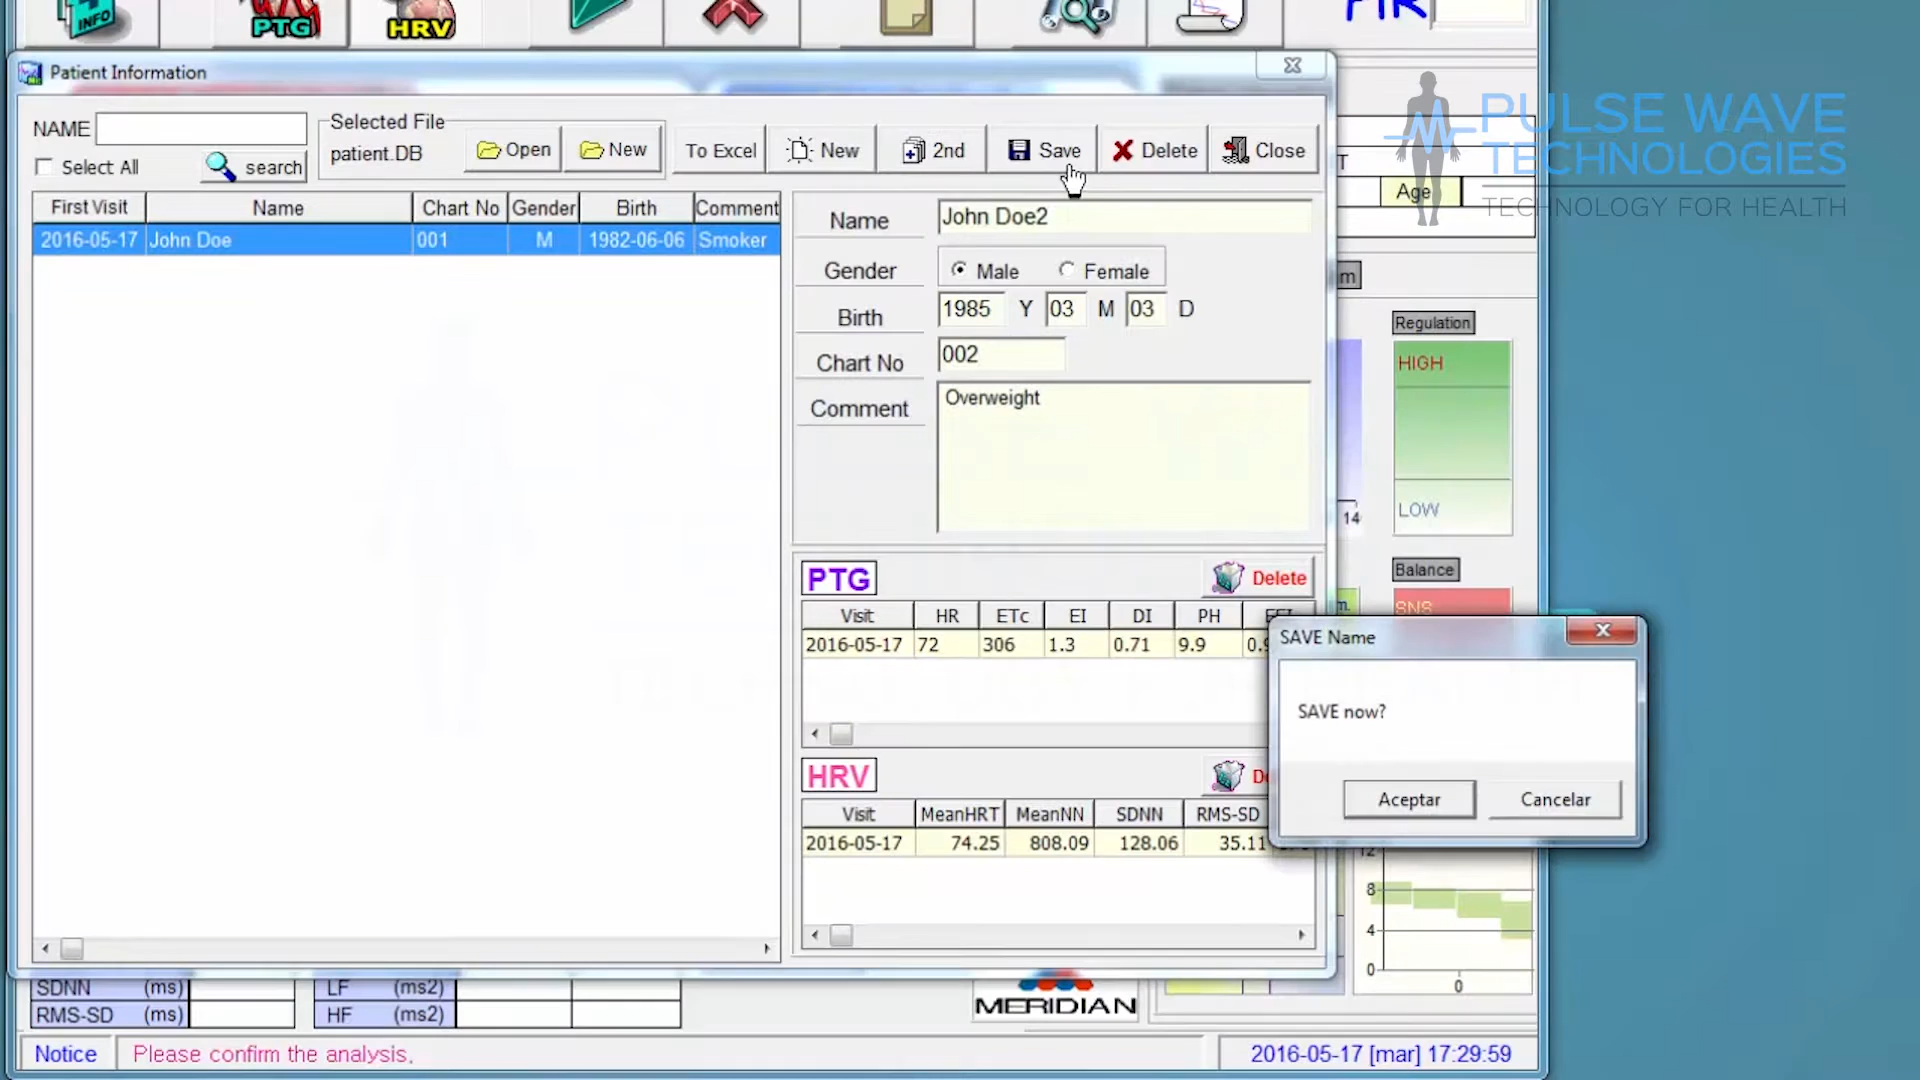 INFO
PTG
HRV
Patient Information
NAME
Select All
search
Selected File
patient.DB
Open
New
To Excel
New
2nd
Save
Delete
Close
First Visit Name Chart No Gender Birth Comment
2016-05-17 John Doe 001 M 1982-06-06 Smoker
Name John Doe2
Gender Male Female
Birth 1985 Y 03 M 03 D
Chart No 002
Comment Overweight
PTG Delete
Visit HR ETc EI DI PH
2016-05-17 72 306 1.3 0.71 9.9
HRV
Visit MeanHRT MeanNN SDNN RMS-SD
2016-05-17 74.25 808.09 128.06 35.11
SAVE Name
SAVE now?
Aceptar Cancelar
PULSE WAVE
TECHNOLOGIES
TECHNOLOGY FOR HEALTH
Age
Regulation
HIGH
LOW
14
Balance
SNS
12
8
4
0
0
SDNN (ms) LF (ms2)
RMS-SD (ms) HF (ms2)
MERIDIAN
Notice Please confirm the analysis.
2016-05-17 [mar] 17:29:59